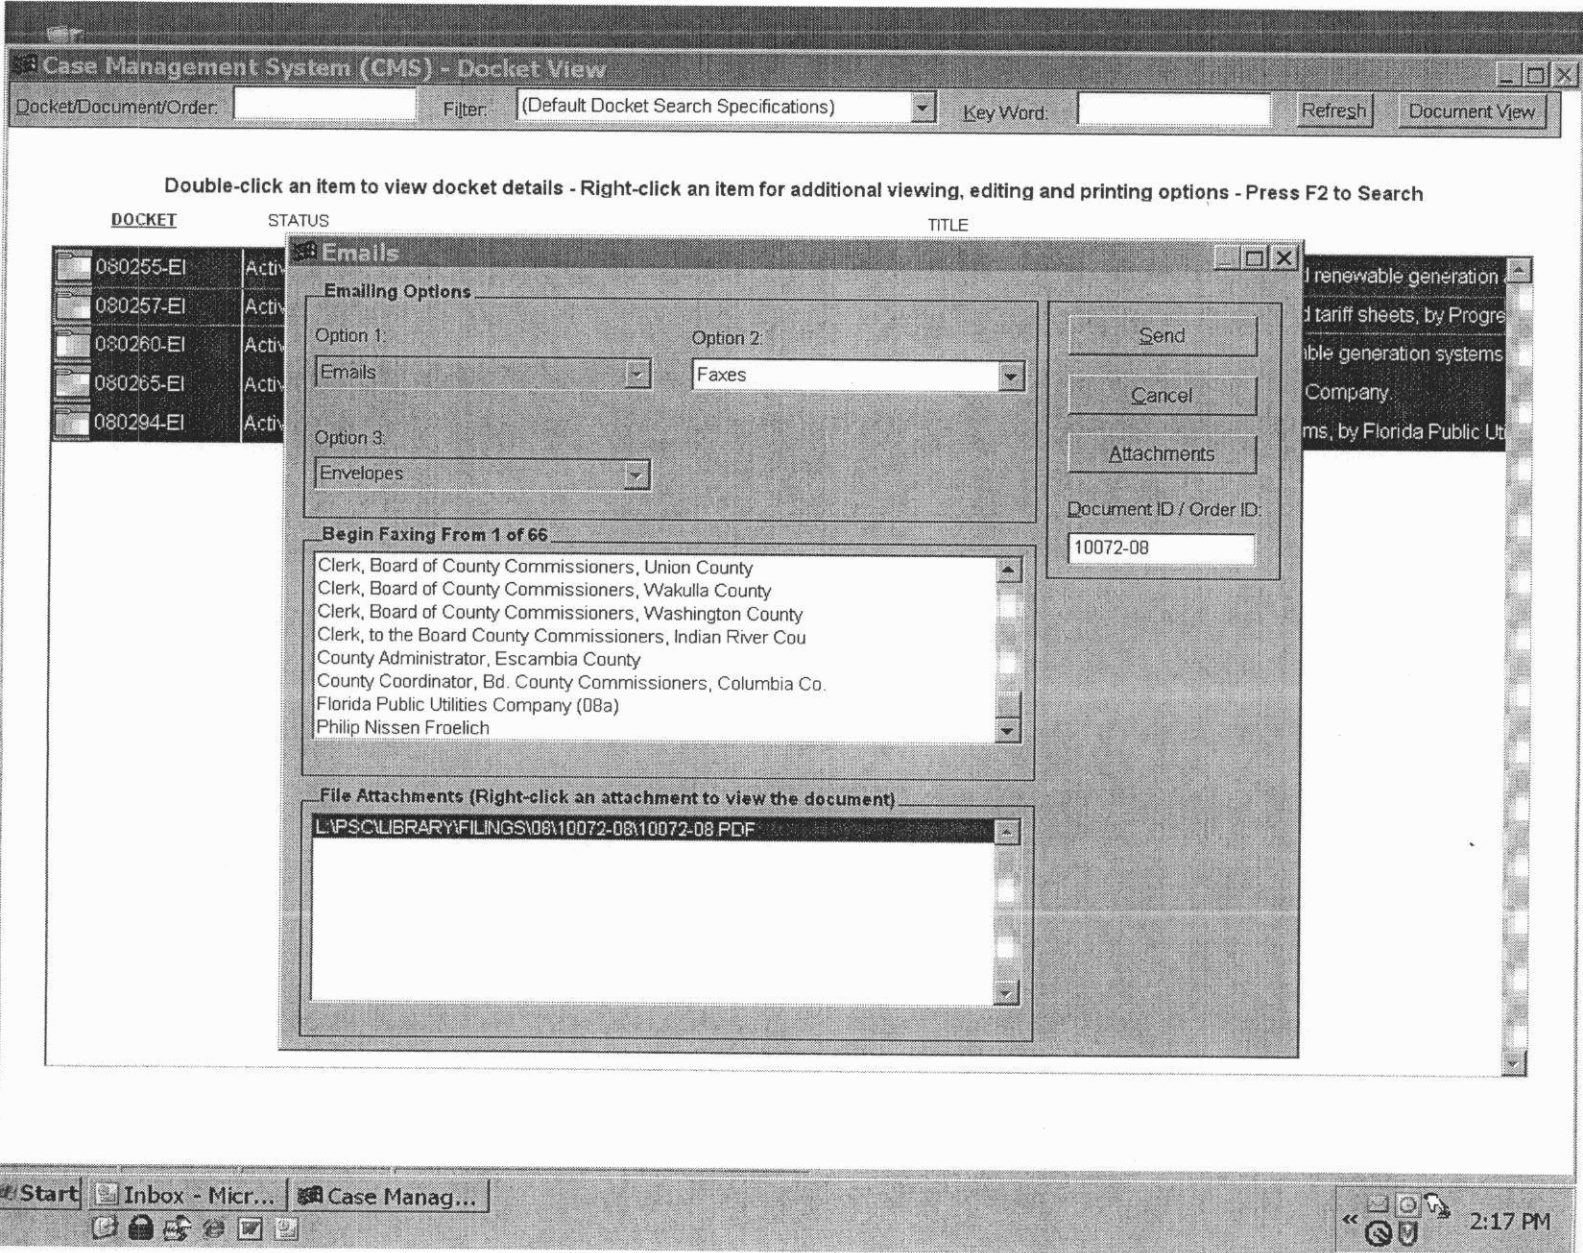 Case Management System (CMS) - Docket View
Docket/Document/Order: Filter: (Default Docket Search Specifications) Key Word: Refresh Document View
Double-click an item to view docket details - Right-click an item for additional viewing, editing and printing options - Press F2 to Search
DOCKET STATUS TITLE
Emails
080255-EI Activ d renewable generation
Emailing Options
080257-EI Activ d tariff sheets, by Progre
Option 1: Option 2: Send
080260-EI Activ ble generation systems
Emails Faxes
080265-EI Activ Cancel Company.
080294-EI Activ ms, by Florida Public Uti
Option 3:
Attachments
Envelopes
Document ID / Order ID:
Begin Faxing From 1 of 66
10072-08
Clerk, Board of County Commissioners, Union County
Clerk, Board of County Commissioners, Wakulla County
Clerk, Board of County Commissioners, Washington County
Clerk, to the Board County Commissioners, Indian River Cou
County Administrator, Escambia County
County Coordinator, Bd. County Commissioners, Columbia Co.
Florida Public Utilities Company (08a)
Philip Nissen Froelich
File Attachments (Right-click an attachment to view the document)
L:\PSC\LIBRARY\FILINGS\08\10072-08\10072-08.PDF
Start Inbox - Micr... Case Manag...
« 2:17 PM